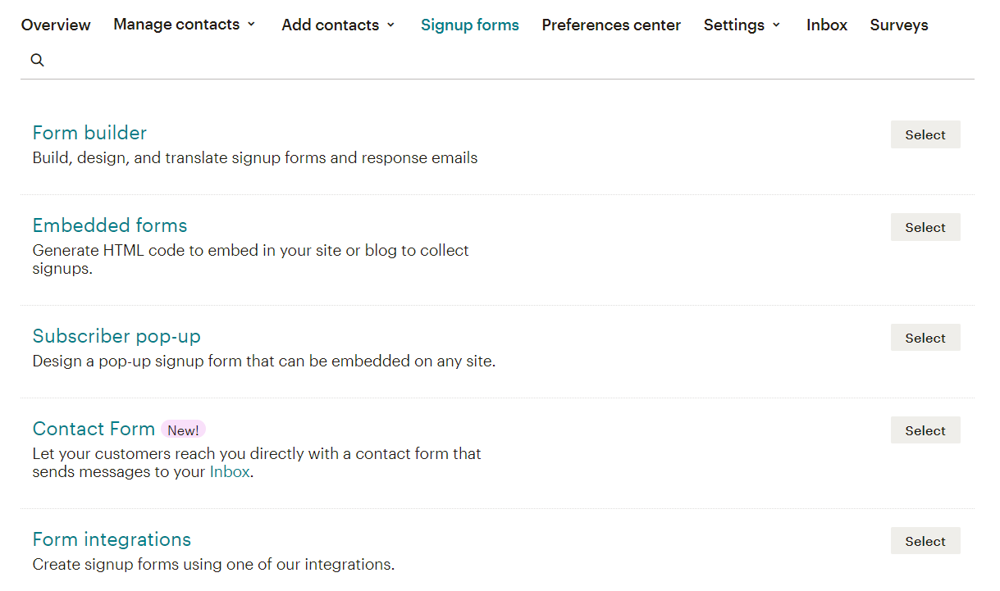 Overview Manage contacts Add contacts Signup forms Preferences center Settings Inbox Surveys
Form builder
Select
Build, design, and translate signup forms and response emails
Embedded forms
Select
Generate HTML code to embed in your site or blog to collect
signups.
Subscriber pop-up
Select
Design a pop-up signup form that can be embedded on any site.
Contact Form New!
Select
Let your customers reach you directly with a contact form that
sends messages to your Inbox.
Form integrations
Select
Create signup forms using one of our integrations.